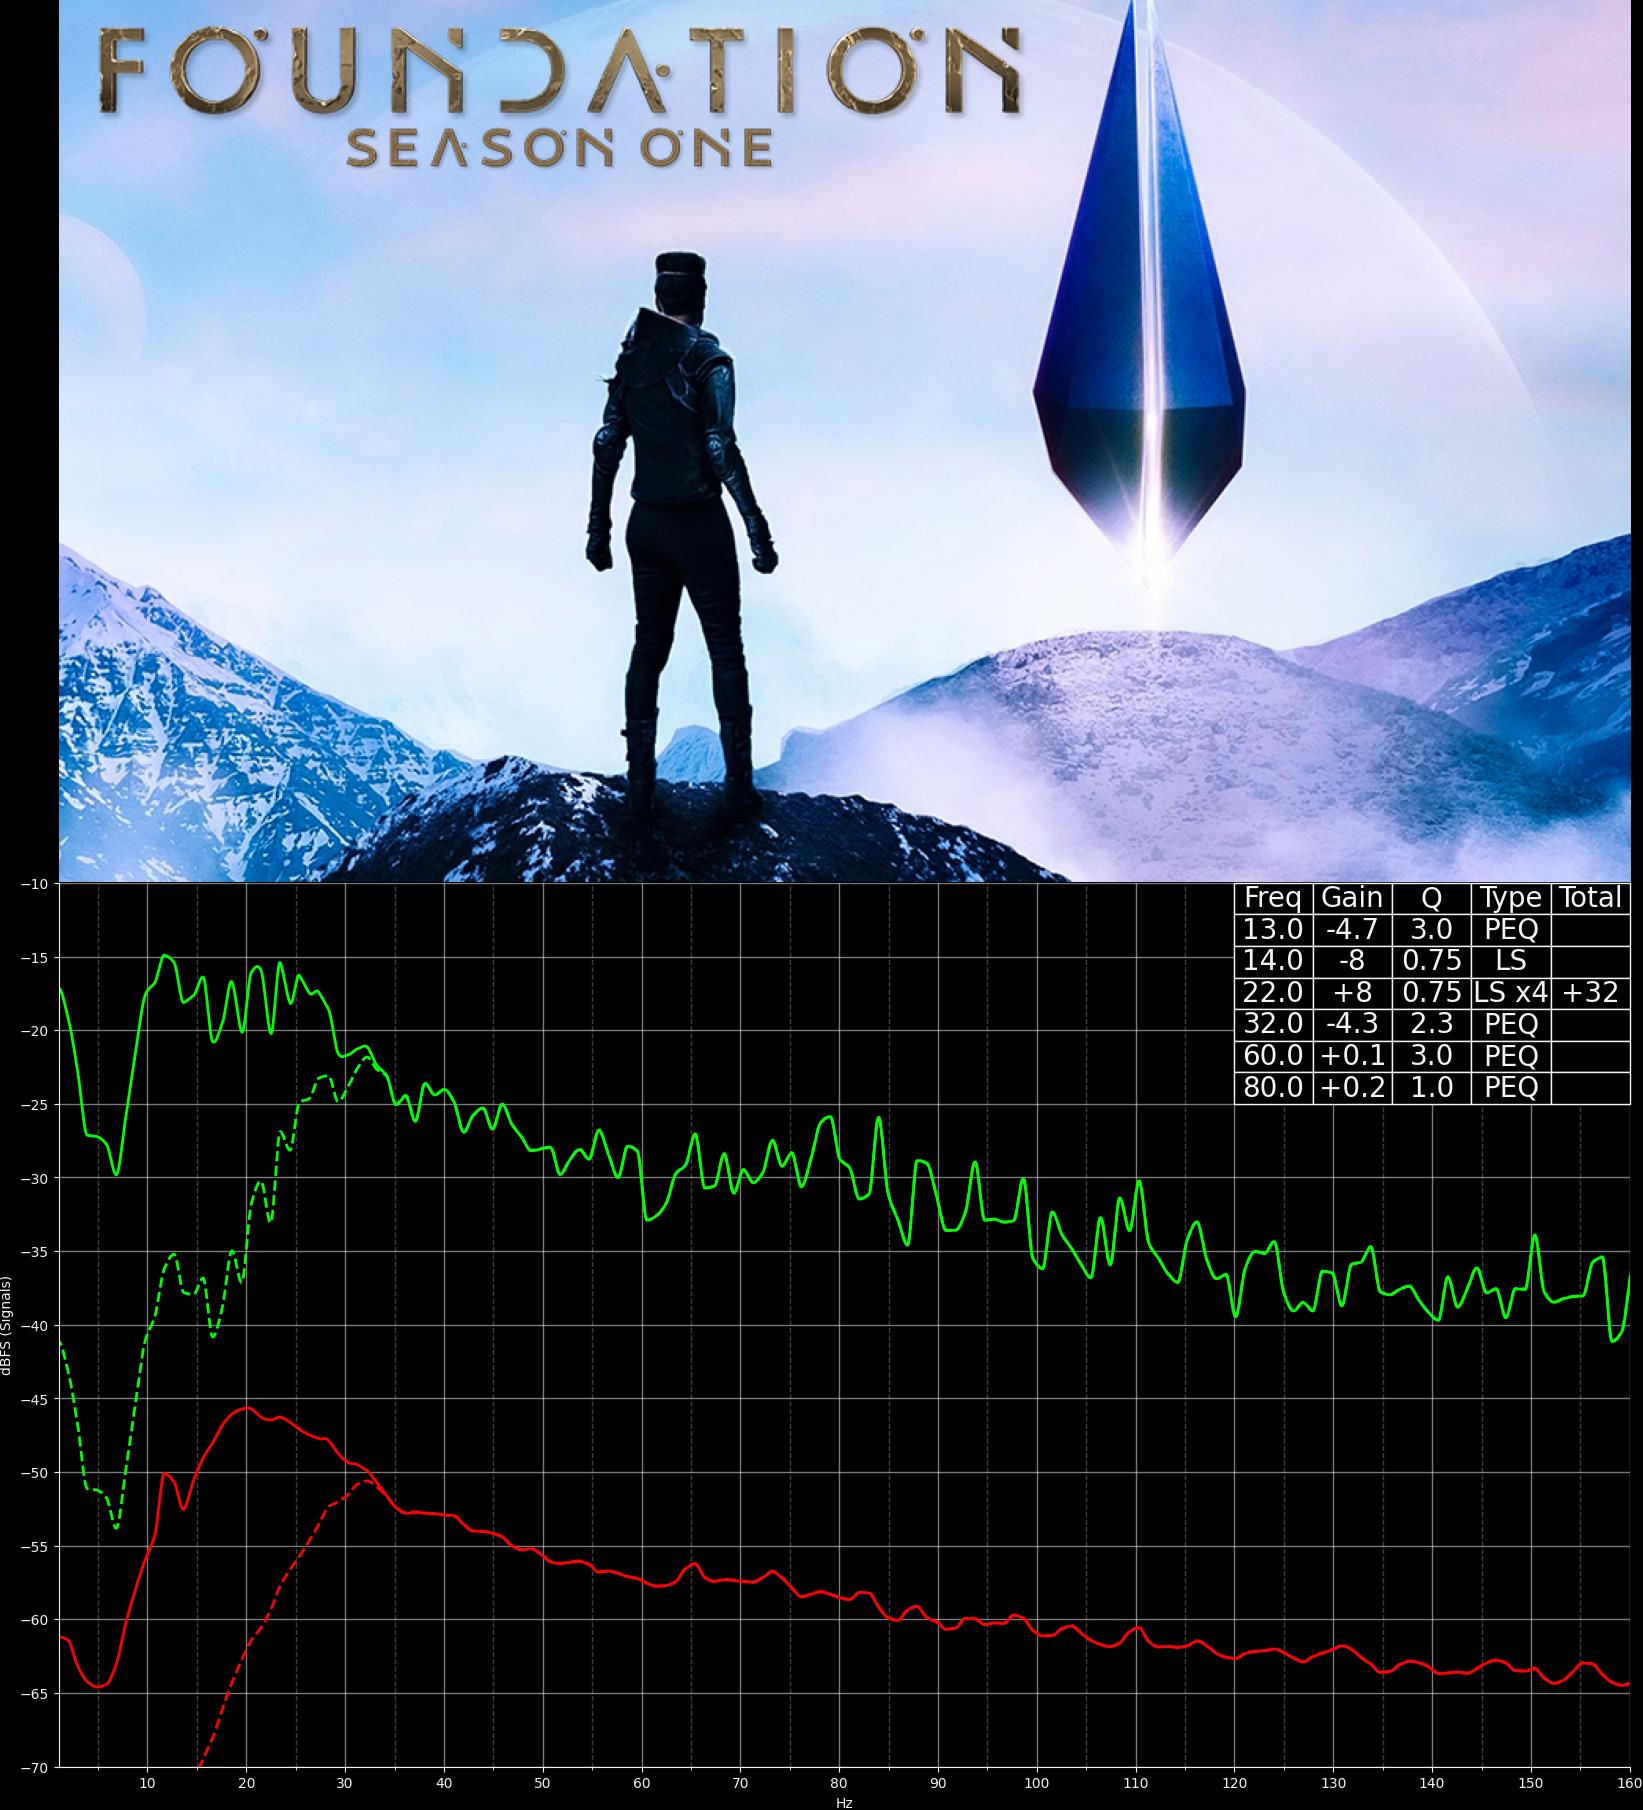 FOUNDATION
SEASON ONE
Freq Gain Q Type Total
13.0 -4.7 3.0 PEQ
14.0 -8 0.75 LS
22.0 +8 0.75 LS x4 +32
32.0 -4.3 2.3 PEQ
60.0 +0.1 3.0 PEQ
80.0 +0.2 1.0 PEQ
−10
−15
−20
−25
−30
−35
−40
−45
−50
−55
−60
−65
−70
dBFS (Signals)
10 20 30 40 50 60 70 80 90 100 110 120 130 140 150 160
Hz